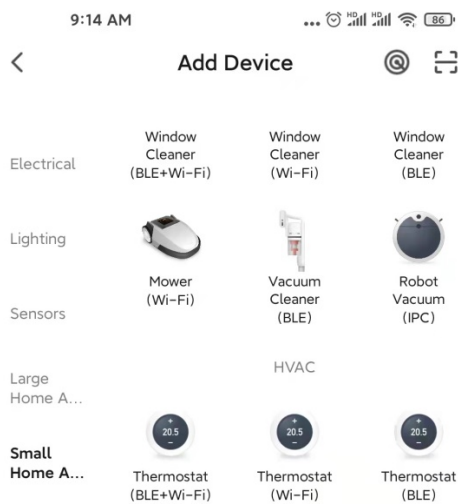 9:14 AM
HD HD 86
Add Device
Electrical
Lighting
Sensors
Large
Home A...
Small
Home A...
Window
Cleaner
(BLE+Wi-Fi)
Window
Cleaner
(Wi-Fi)
Window
Cleaner
(BLE)
Mower
(Wi-Fi)
Vacuum
Cleaner
(BLE)
Robot
Vacuum
(IPC)
HVAC
20.5
Thermostat
(BLE+Wi-Fi)
20.5
Thermostat
(Wi-Fi)
20.5
Thermostat
(BLE)